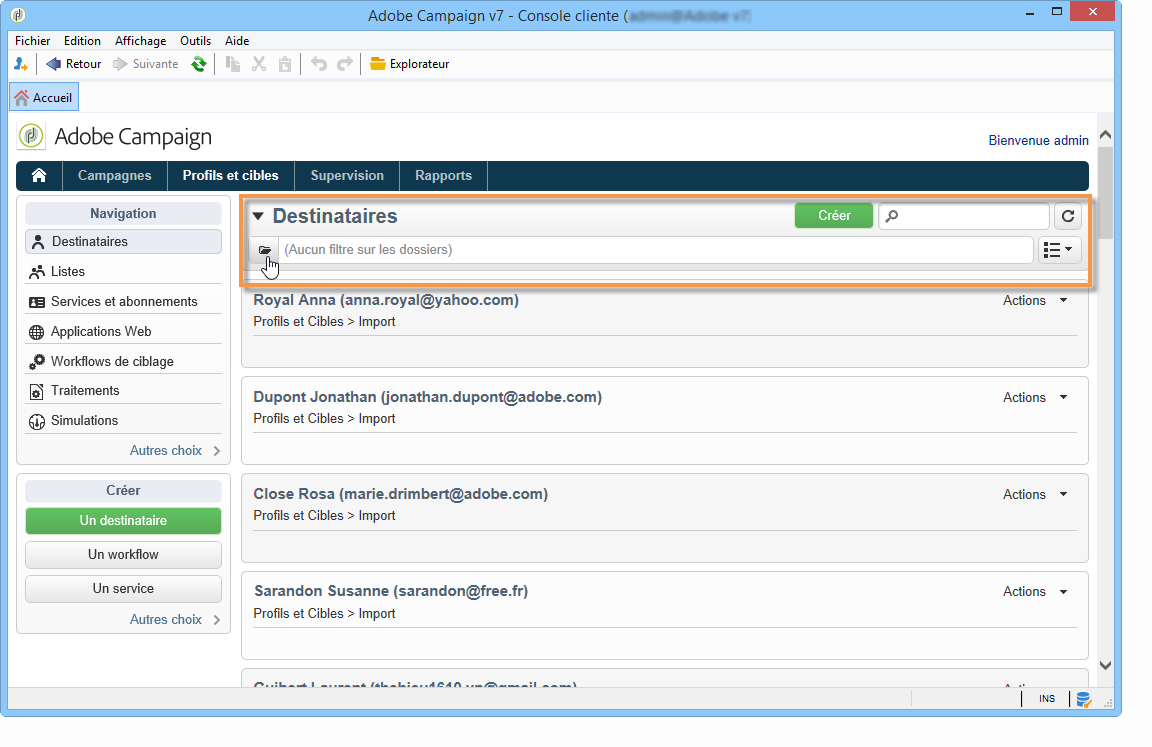 Adobe Campaign v7 - Console cliente (admin@Adobe v7)
Fichier Edition Affichage Outils Aide
Retour Suivante Explorateur
Accueil
Adobe Campaign
Bienvenue admin
Campagnes Profils et cibles Supervision Rapports
Navigation
Destinataires
Listes
Services et abonnements
Applications Web
Workflows de ciblage
Traitements
Simulations
Autres choix
Créer
Un destinataire
Un workflow
Un service
Autres choix
Destinataires
Créer
(Aucun filtre sur les dossiers)
Royal Anna (anna.royal@yahoo.com)
Actions
Profils et Cibles > Import
Dupont Jonathan (jonathan.dupont@adobe.com)
Actions
Profils et Cibles > Import
Close Rosa (marie.drimbert@adobe.com)
Actions
Profils et Cibles > Import
Sarandon Susanne (sarandon@free.fr)
Actions
Profils et Cibles > Import
Guibert Laurent
INS